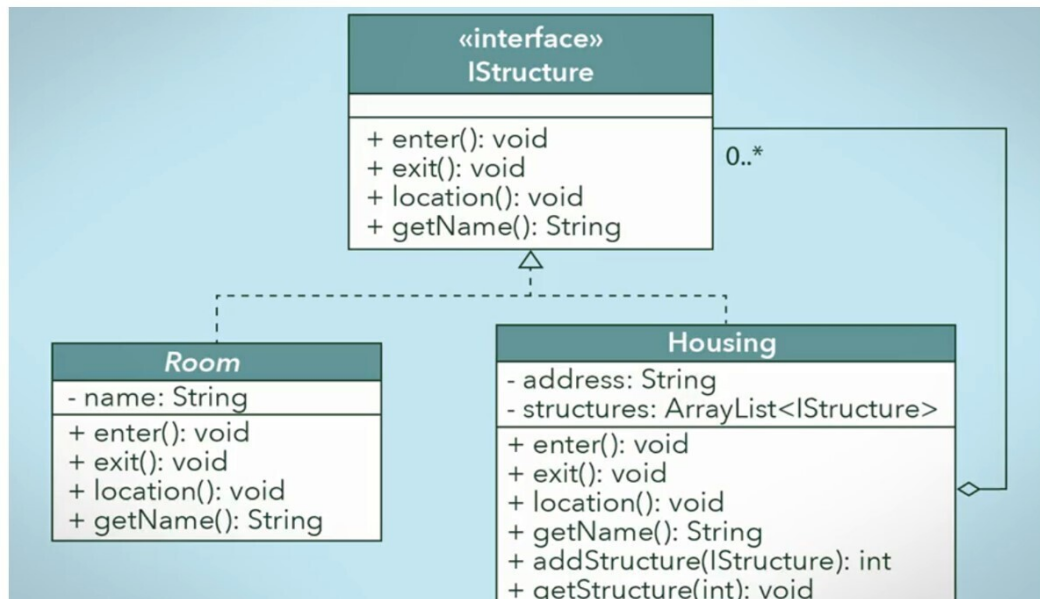 «interface»
IStructure
+ enter(): void
+ exit(): void
+ location(): void
+ getName(): String
0..*
Room
- name: String
+ enter(): void
+ exit(): void
+ location(): void
+ getName(): String
Housing
- address: String
- structures: ArrayList<IStructure>
+ enter(): void
+ exit(): void
+ location(): void
+ getName(): String
+ addStructure(IStructure): int
+ getStructure(int): void